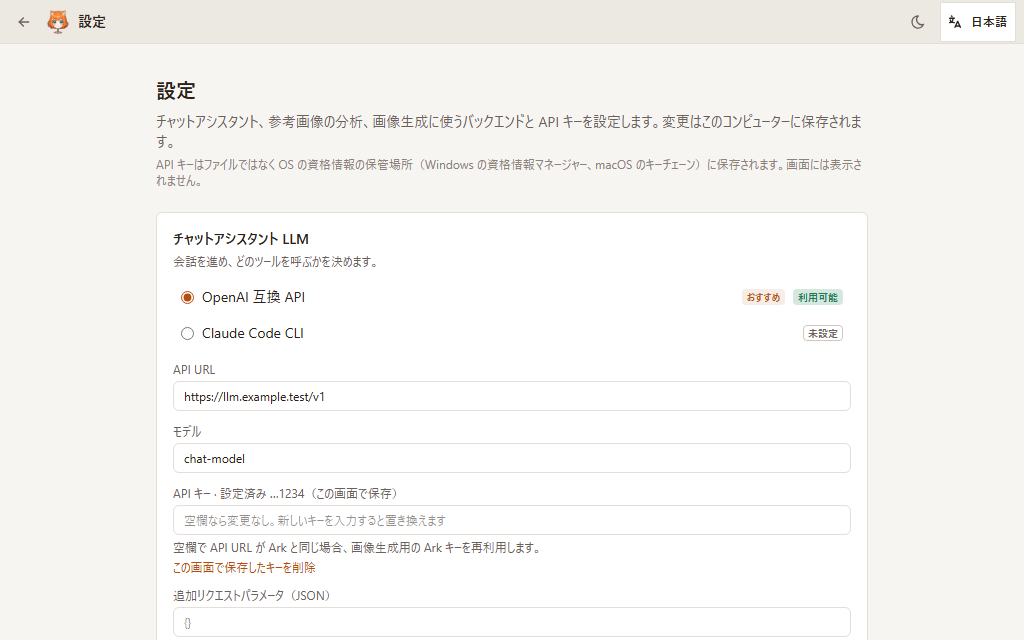 設定
日本語
設定
チャットアシスタント、参考画像の分析、画像生成に使うバックエンドと API キーを設定します。変更はこのコンピューターに保存されま
す。
API キーはファイルではなく OS の資格情報の保管場所（Windows の資格情報マネージャー、macOS のキーチェーン）に保存されます。画面には表示さ
れません。
チャットアシスタント LLM
会話を進め、どのツールを呼ぶかを決めます。
OpenAI 互換 API おすすめ 利用可能
Claude Code CLI 未設定
API URL
https://llm.example.test/v1
モデル
chat-model
API キー · 設定済み ...1234（この画面で保存）
空欄なら変更なし。新しいキーを入力すると置き換えます
空欄で API URL が Ark と同じ場合、画像生成用の Ark キーを再利用します。
この画面で保存したキーを削除
追加リクエストパラメータ（JSON）
{}